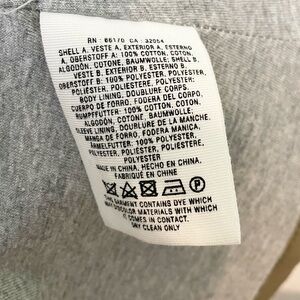 RN : 66170 CA : 32054
SHELL A, VESTE A, EXTERIOR A, ESTERNO
A, OBERSTOFF A: 100% COTTON, COTON,
ALGODÓN, COTONE, BAUMWOLLE; SHELL B,
VESTE B, EXTERIOR B, ESTERNO B,
OBERSTOFF B: 100% POLYESTER, POLYESTER,
POLIÉSTER, POLIESTERE, POLYESTER
BODY LINING, DOUBLURE CORPS,
CUERPO DE FORRO, FODERA DEL CORPO,
RUMPFFUTTER: 100% COTTON, COTON,
ALGODÓN, COTONE, BAUMWOLLE
SLEEVE LINING, DOUBLURE DE LA MANCHE,
MANGA DE FORRO, FODERA MANICA,
ÄRMELFUTTER: 100% POLYESTER,
POLYESTER, POLIÉSTER, POLIESTERE,
POLYESTER
MADE IN CHINA, HECHO EN CHINA,
FABRIQUÉ EN CHINE
P
THIS GARMENT CONTAINS DYE WHICH
MAY DISCOLOR MATERIALS WITH WHICH
IT COMES IN CONTACT.
DRY CLEAN ONLY